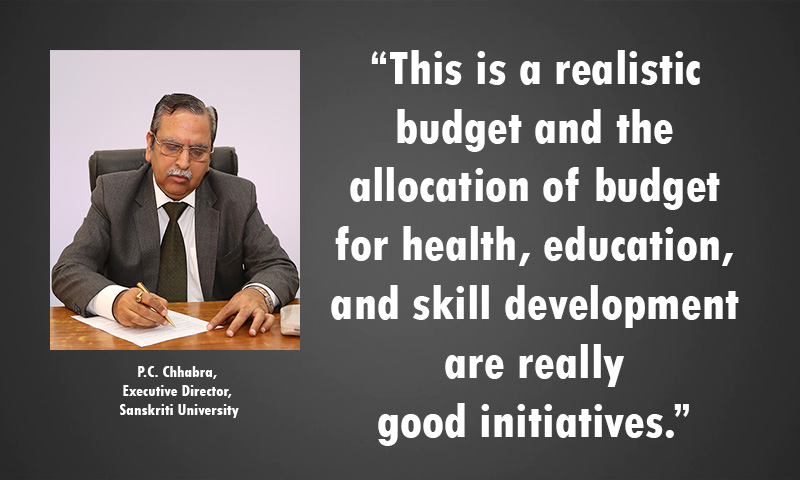 “This is a realistic
budget and the
allocation of budget
for health, education,
and skill development
are really
good initiatives.”
P.C. Chhabra,
Executive Director,
Sanskriti University